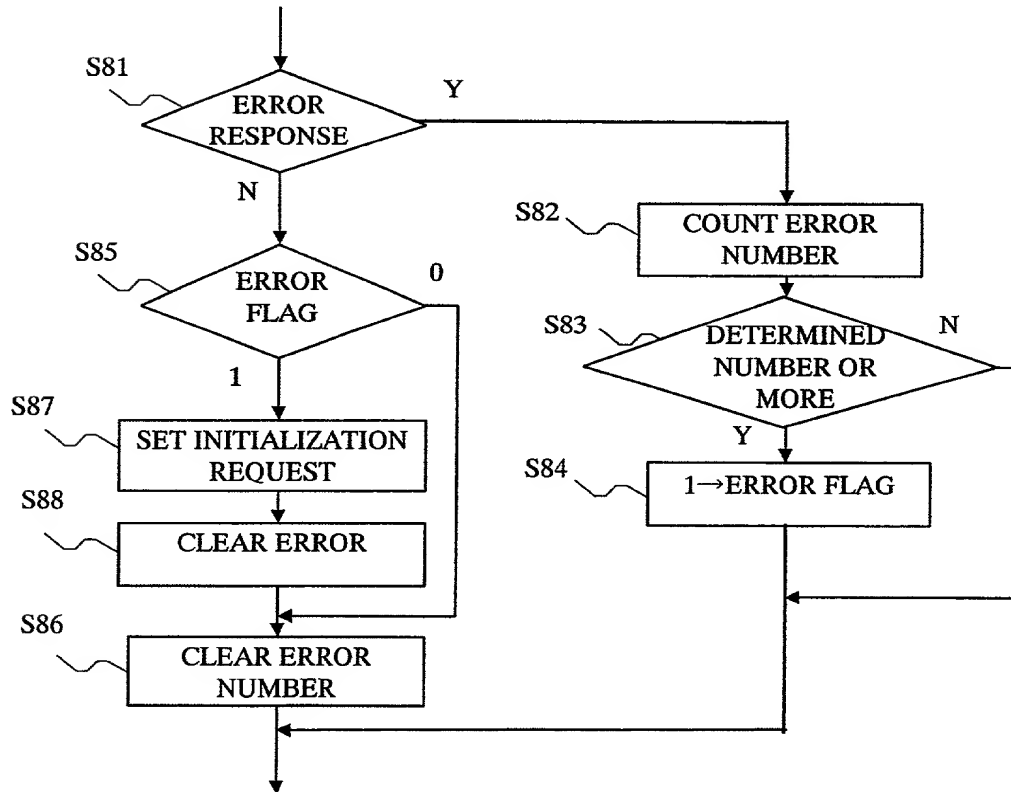 S81
ERROR
RESPONSE
Y
N
S82
COUNT ERROR
NUMBER
S85
ERROR
FLAG
0
1
S83
DETERMINED
NUMBER OR
MORE
N
Y
S87
SET INITIALIZATION
REQUEST
S84
1→ERROR FLAG
S88
CLEAR ERROR
S86
CLEAR ERROR
NUMBER